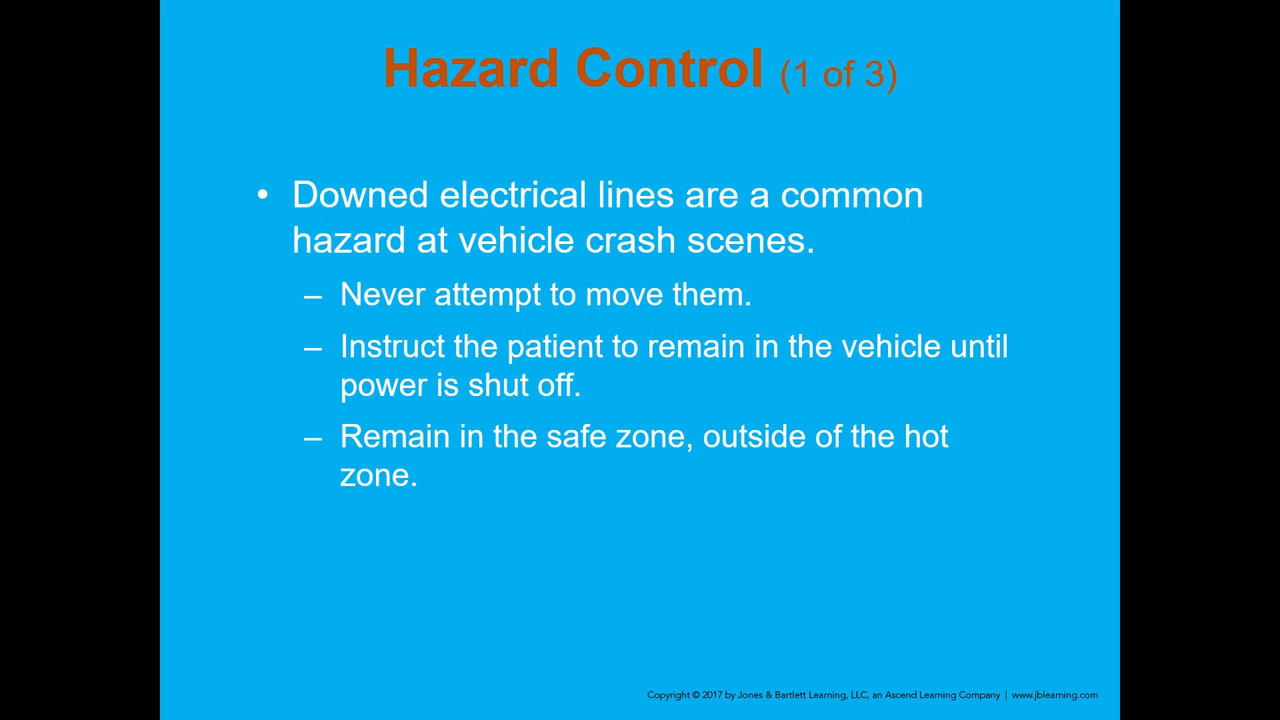 Hazard Control (1 of 3)
• Downed electrical lines are a common
hazard at vehicle crash scenes.
– Never attempt to move them.
– Instruct the patient to remain in the vehicle until
power is shut off.
– Remain in the safe zone, outside of the hot
zone.
Copyright © 2017 by Jones & Bartlett Learning, LLC, an Ascend Learning Company | www.jblearning.com